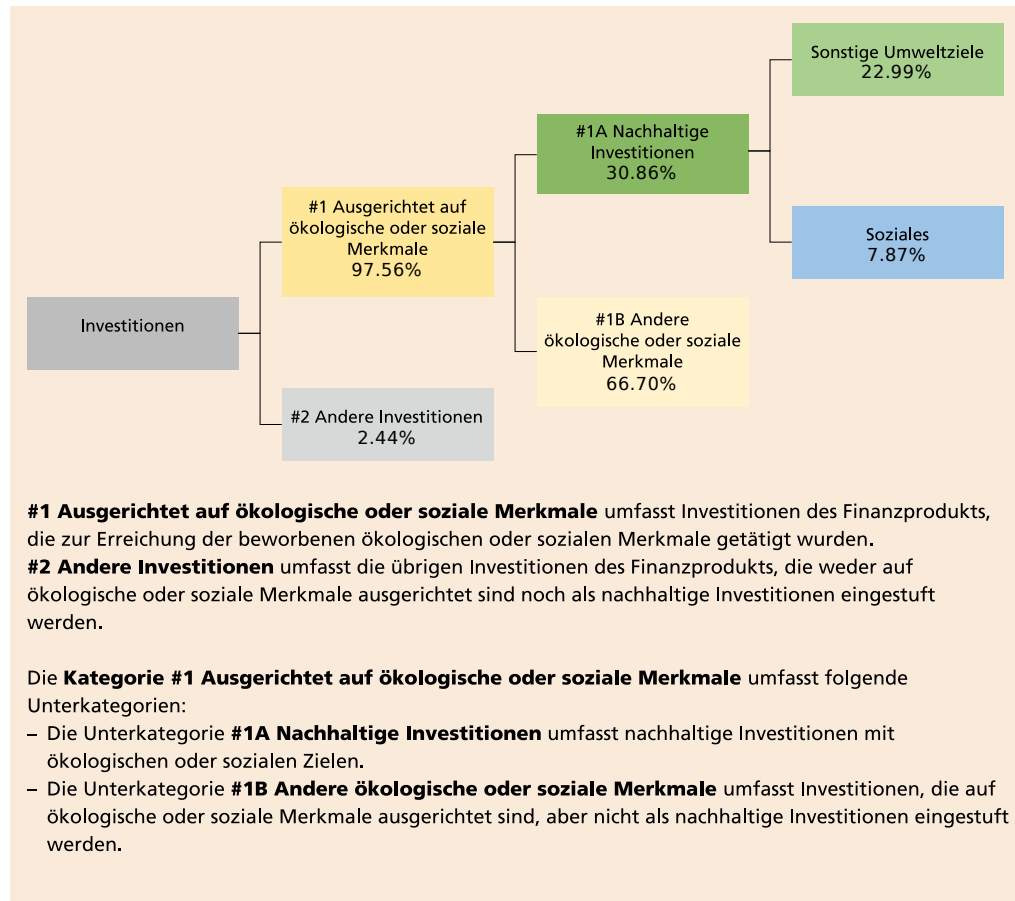 Sonstige Umweltziele
22.99%
#1A Nachhaltige
Investitionen
30.86%
#1 Ausgerichtet auf
ökologische oder soziale
Merkmale
97.56%
Soziales
7.87%
Investitionen
#1B Andere
ökologische oder soziale
Merkmale
66.70%
#2 Andere Investitionen
2.44%
#1 Ausgerichtet auf ökologische oder soziale Merkmale umfasst Investitionen des Finanzprodukts,
die zur Erreichung der beworbenen ökologischen oder sozialen Merkmale getätigt wurden.
#2 Andere Investitionen umfasst die übrigen Investitionen des Finanzprodukts, die weder auf
ökologische oder soziale Merkmale ausgerichtet sind noch als nachhaltige Investitionen eingestuft
werden.
Die Kategorie #1 Ausgerichtet auf ökologische oder soziale Merkmale umfasst folgende
Unterkategorien:
– Die Unterkategorie #1A Nachhaltige Investitionen umfasst nachhaltige Investitionen mit
ökologischen oder sozialen Zielen.
– Die Unterkategorie #1B Andere ökologische oder soziale Merkmale umfasst Investitionen, die auf
ökologische oder soziale Merkmale ausgerichtet sind, aber nicht als nachhaltige Investitionen eingestuft
werden.